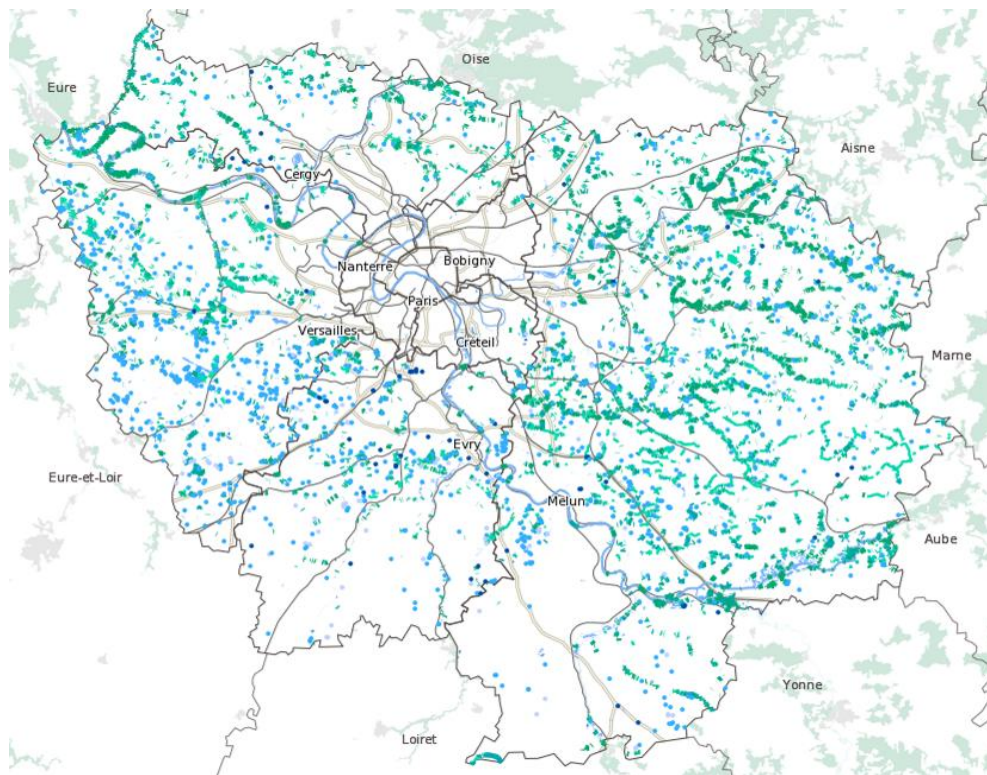 Oise
Eure
Aisne
Cergy
Nanterre
Bobigny
Paris
Versailles
Créteil
Marne
Evry
Eure-et-Loir
Melun
Aube
Yonne
Loiret